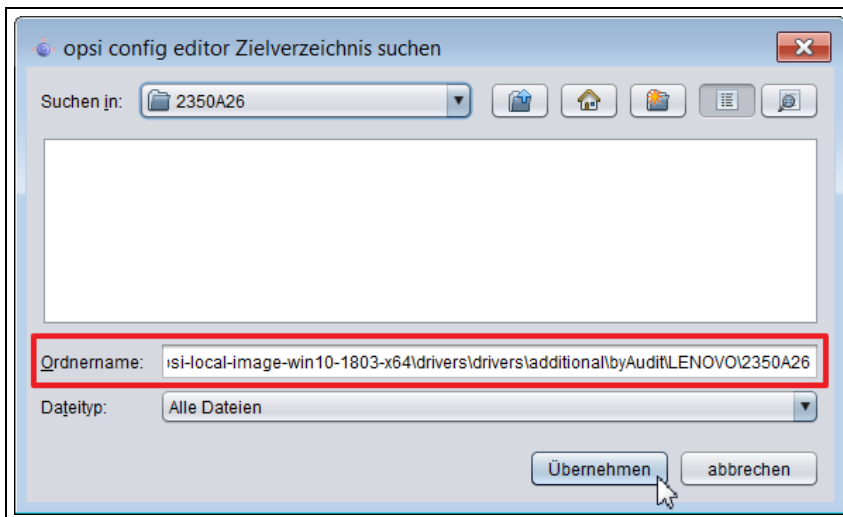 opsi config editor Zielverzeichnis suchen
Suchen in: 2350A26
Ordnername: si-local-image-win10-1803-x64\drivers\drivers\additional\byAudit\LENOVO\2350A26
Dateityp: Alle Dateien
Übernehmen abbrechen